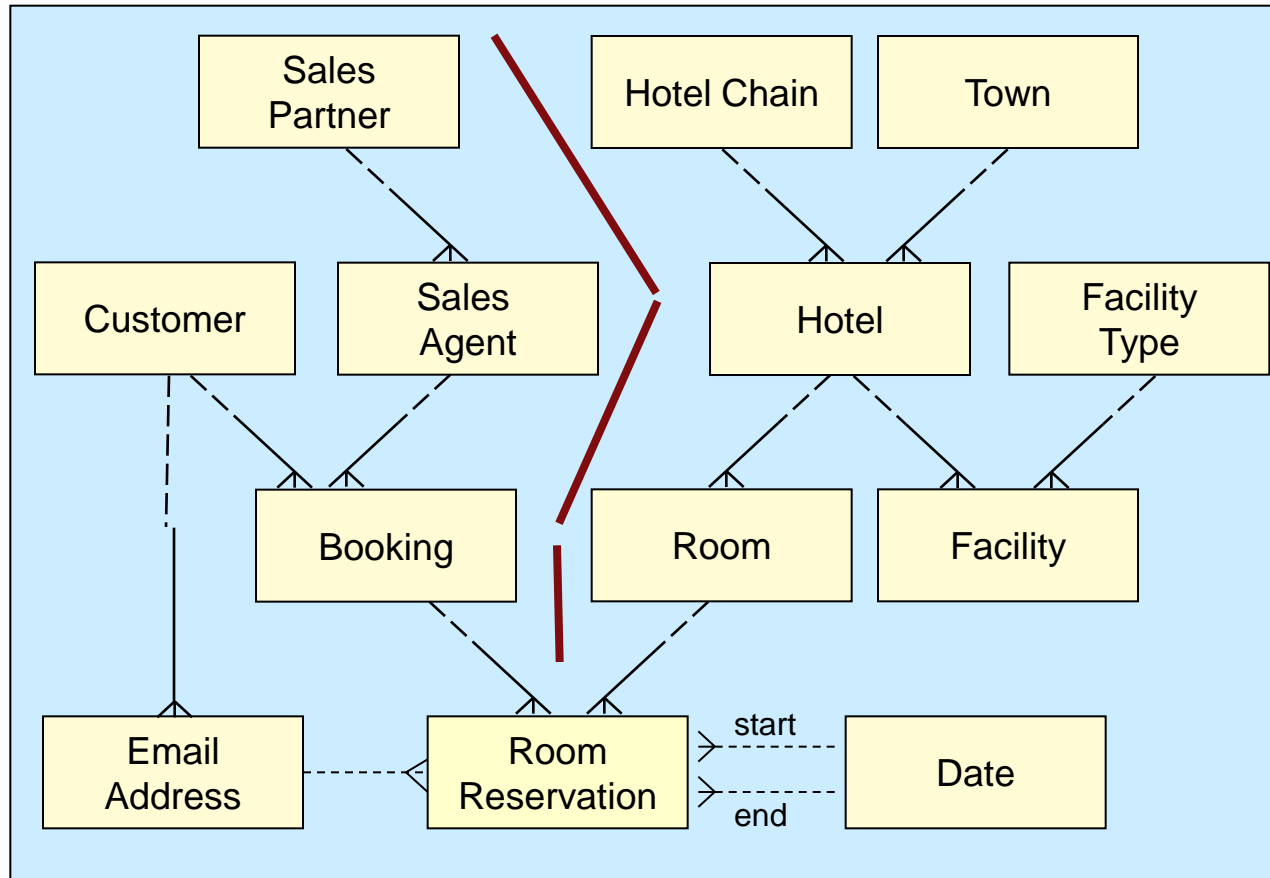 Sales
Partner
Hotel Chain
Town
Customer
Sales
Agent
Hotel
Facility
Type
Booking
Room
Facility
Email
Address
Room
Reservation
start
end
Date